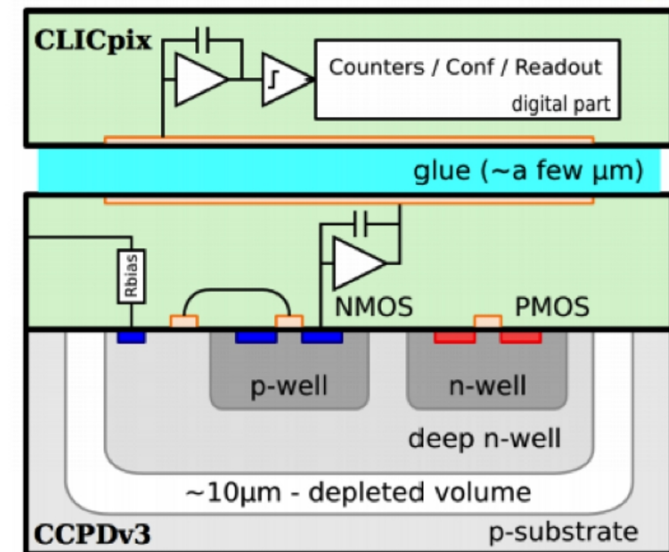 CLICpix
Counters / Conf / Readout
digital part
glue (~a few µm)
Rbias
NMOS
PMOS
p-well
n-well
deep n-well
~10µm - depleted volume
CCPDv3
p-substrate